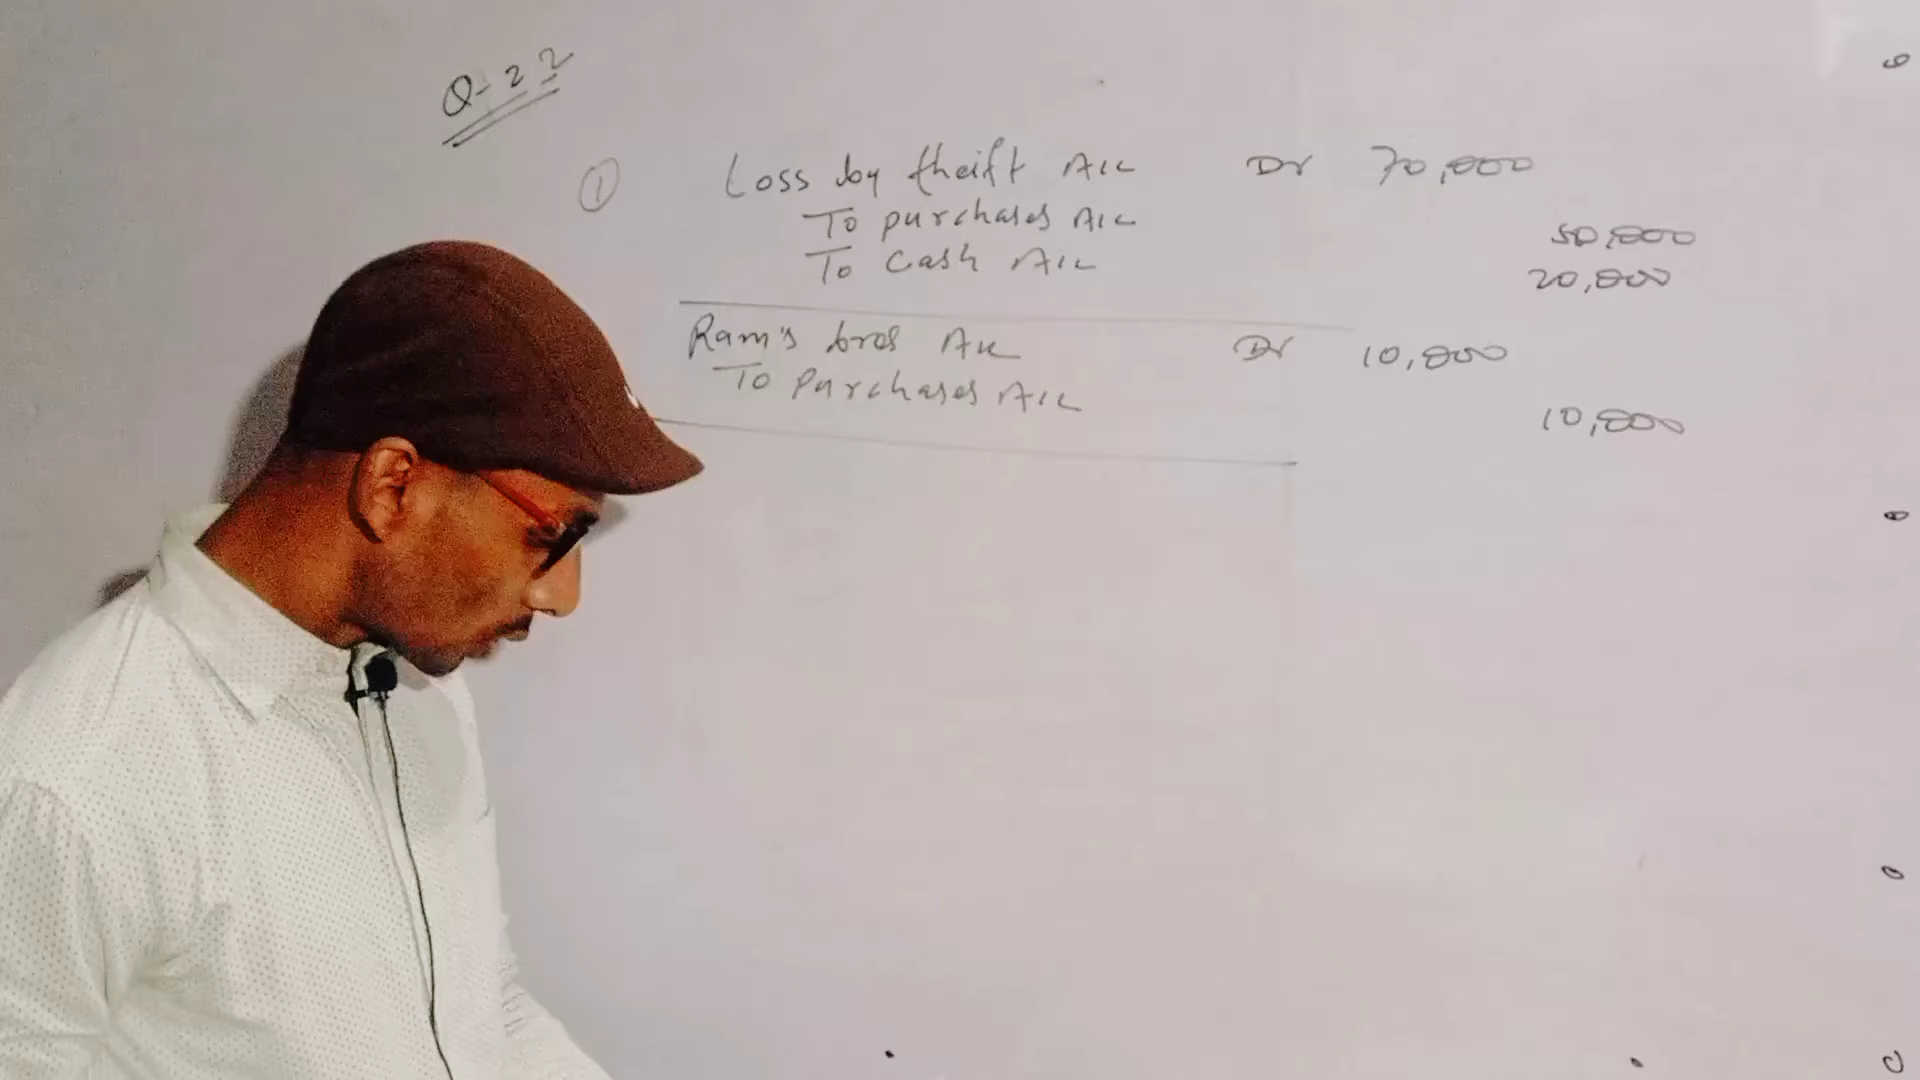 Q-22
① Loss by theift A/c Dr 70,000
To purchases A/c 50,000
To Cash A/c 20,000
Ram's bros A/c Dr 10,000
To Purchases A/c 10,000